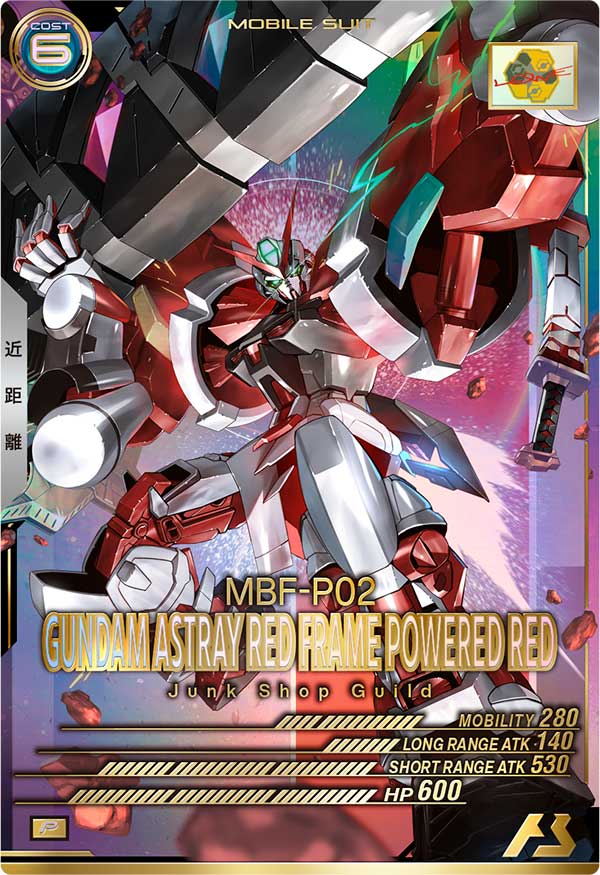 COST
6
MOBILE SUIT
近距離
MBF-P02
GUNDAM ASTRAY RED FRAME POWERED RED
Junk Shop Guild
MOBILITY 280
LONG RANGE ATK 140
SHORT RANGE ATK 530
HP 600
P